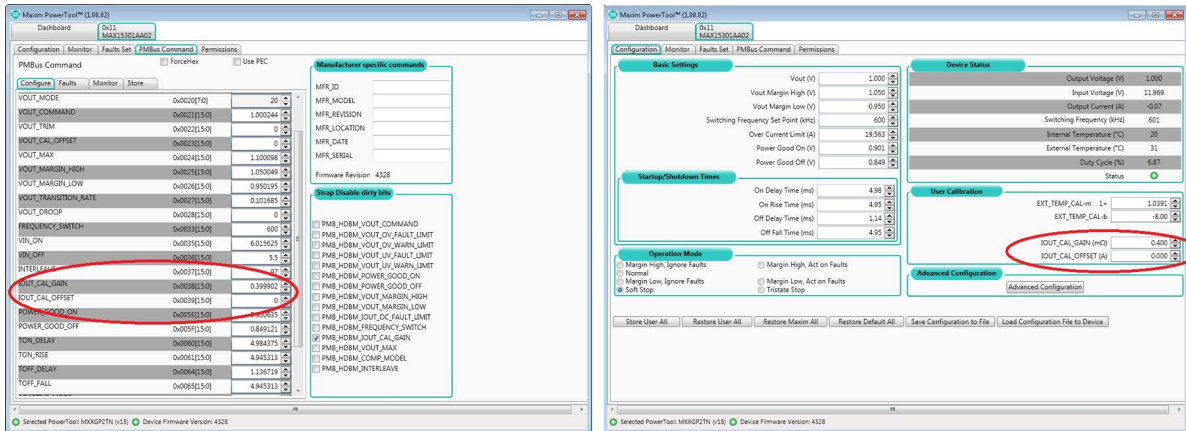 Maxim PowerTool™ (1.08.02)
Dashboard
0x11
MAX15301AA02
Configuration Monitor Faults Set PMBus Command Permissions
PMBus Command ForceHex Use PEC
Configure Faults Monitor Store
VOUT_MODE 0x0020[7:0] 20
VOUT_COMMAND 0x0021[15:0] 1.000244
VOUT_TRIM 0x0022[15:0] 0
VOUT_CAL_OFFSET 0x0023[15:0] 0
VOUT_MAX 0x0024[15:0] 1.100098
VOUT_MARGIN_HIGH 0x0025[15:0] 1.050049
VOUT_MARGIN_LOW 0x0026[15:0] 0.950195
VOUT_TRANSITION_RATE 0x0027[15:0] 0.101685
VOUT_DROOP 0x0028[15:0] 0
FREQUENCY_SWITCH 0x0033[15:0] 600
VIN_ON 0x0035[15:0] 6.015625
VIN_OFF 0x0036[15:0] 5.5
INTERLEAVE 0x0037[15:0] 97
IOUT_CAL_GAIN 0x0038[15:0] 0.399902
IOUT_CAL_OFFSET 0x0039[15:0] 0
POWER_GOOD_ON 0x005E[15:0] 0.900635
POWER_GOOD_OFF 0x005F[15:0] 0.849121
TON_DELAY 0x0060[15:0] 4.984375
TON_RISE 0x0061[15:0] 4.945313
TOFF_DELAY 0x0064[15:0] 1.136719
TOFF_FALL 0x0065[15:0] 4.945313
Manufacturer specific commands
MFR_ID
MFR_MODEL
MFR_REVISION
MFR_LOCATION
MFR_DATE
MFR_SERIAL
Firmware Revision 4328
Strap Disable dirty bits
PMB_HDBM_VOUT_COMMAND
PMB_HDBM_VOUT_OV_FAULT_LIMIT
PMB_HDBM_VOUT_OV_WARN_LIMIT
PMB_HDBM_VOUT_UV_FAULT_LIMIT
PMB_HDBM_VOUT_UV_WARN_LIMIT
PMB_HDBM_POWER_GOOD_ON
PMB_HDBM_POWER_GOOD_OFF
PMB_HDBM_VOUT_MARGIN_HIGH
PMB_HDBM_VOUT_MARGIN_LOW
PMB_HDBM_IOUT_OC_FAULT_LIMIT
PMB_HDBM_FREQUENCY_SWITCH
PMB_HDBM_IOUT_CAL_GAIN
PMB_HDBM_VOUT_MAX
PMB_HDBM_COMP_MODEL
PMB_HDBM_INTERLEAVE
Selected PowerTool: MXXGP2TN (v15) Device Firmware Version: 4328
Maxim PowerTool™ (1.08.02)
Dashboard
0x11
MAX15301AA02
Configuration Monitor Faults Set PMBus Command Permissions
Basic Settings
Vout (V) 1.000
Vout Margin High (V) 1.050
Vout Margin Low (V) 0.950
Switching Frequency Set Point (kHz) 600
Over Current Limit (A) 19.563
Power Good On (V) 0.901
Power Good Off (V) 0.849
Startup/Shutdown Times
On Delay Time (ms) 4.98
On Rise Time (ms) 4.95
Off Delay Time (ms) 1.14
Off Fall Time (ms) 4.95
Operation Mode
Margin High, Ignore Faults Margin High, Act on Faults
Normal
Margin Low, Ignore Faults Margin Low, Act on Faults
Soft Stop Tristate Stop
Device Status
Output Voltage (V) 1.000
Input Voltage (V) 11.969
Output Current (A) -0.07
Switching Frequency (kHz) 601
Internal Temperature (°C) 20
External Temperature (°C) 31
Duty Cycle (%) 6.87
Status
User Calibration
EXT_TEMP_CAL-m 1+ 1.0391
EXT_TEMP_CAL-b -8.00
IOUT_CAL_GAIN (mΩ) 0.400
IOUT_CAL_OFFSET (A) 0.000
Advanced Configuration
Advanced Configuration
Store User All Restore User All Restore Maxim All Restore Default All Save Configuration to File Load Configuration File to Device
Selected PowerTool: MXXGP2TN (v15) Device Firmware Version: 4328